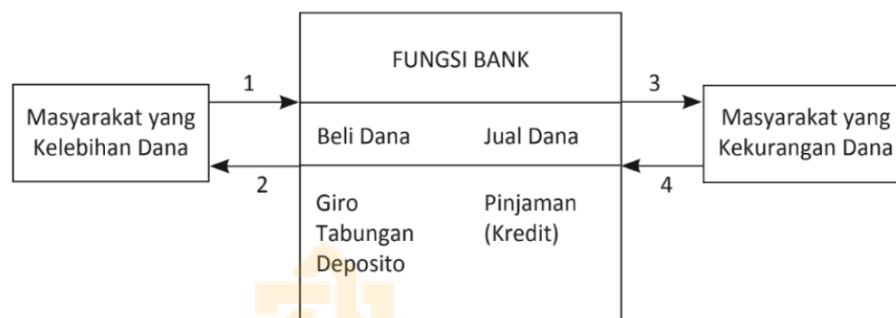 FUNGSI BANK
1
3
Masyarakat yang
Kelebihan Dana
Beli Dana
Jual Dana
Masyarakat yang
Kekurangan Dana
2
4
Giro
Tabungan
Deposito
Pinjaman
(Kredit)